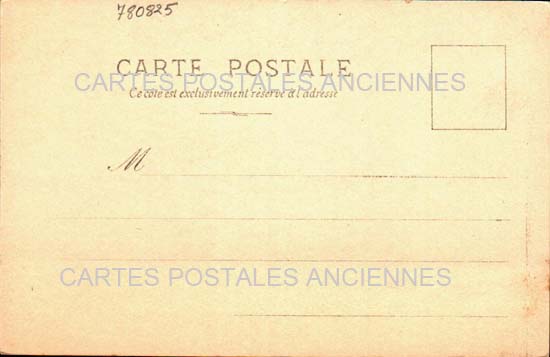 780825
CARTE POSTALE
CARTES POSTALES ANCIENNES
Ce côté est exclusivement réservé à l'adresse
M
CARTES POSTALES ANCIENNES